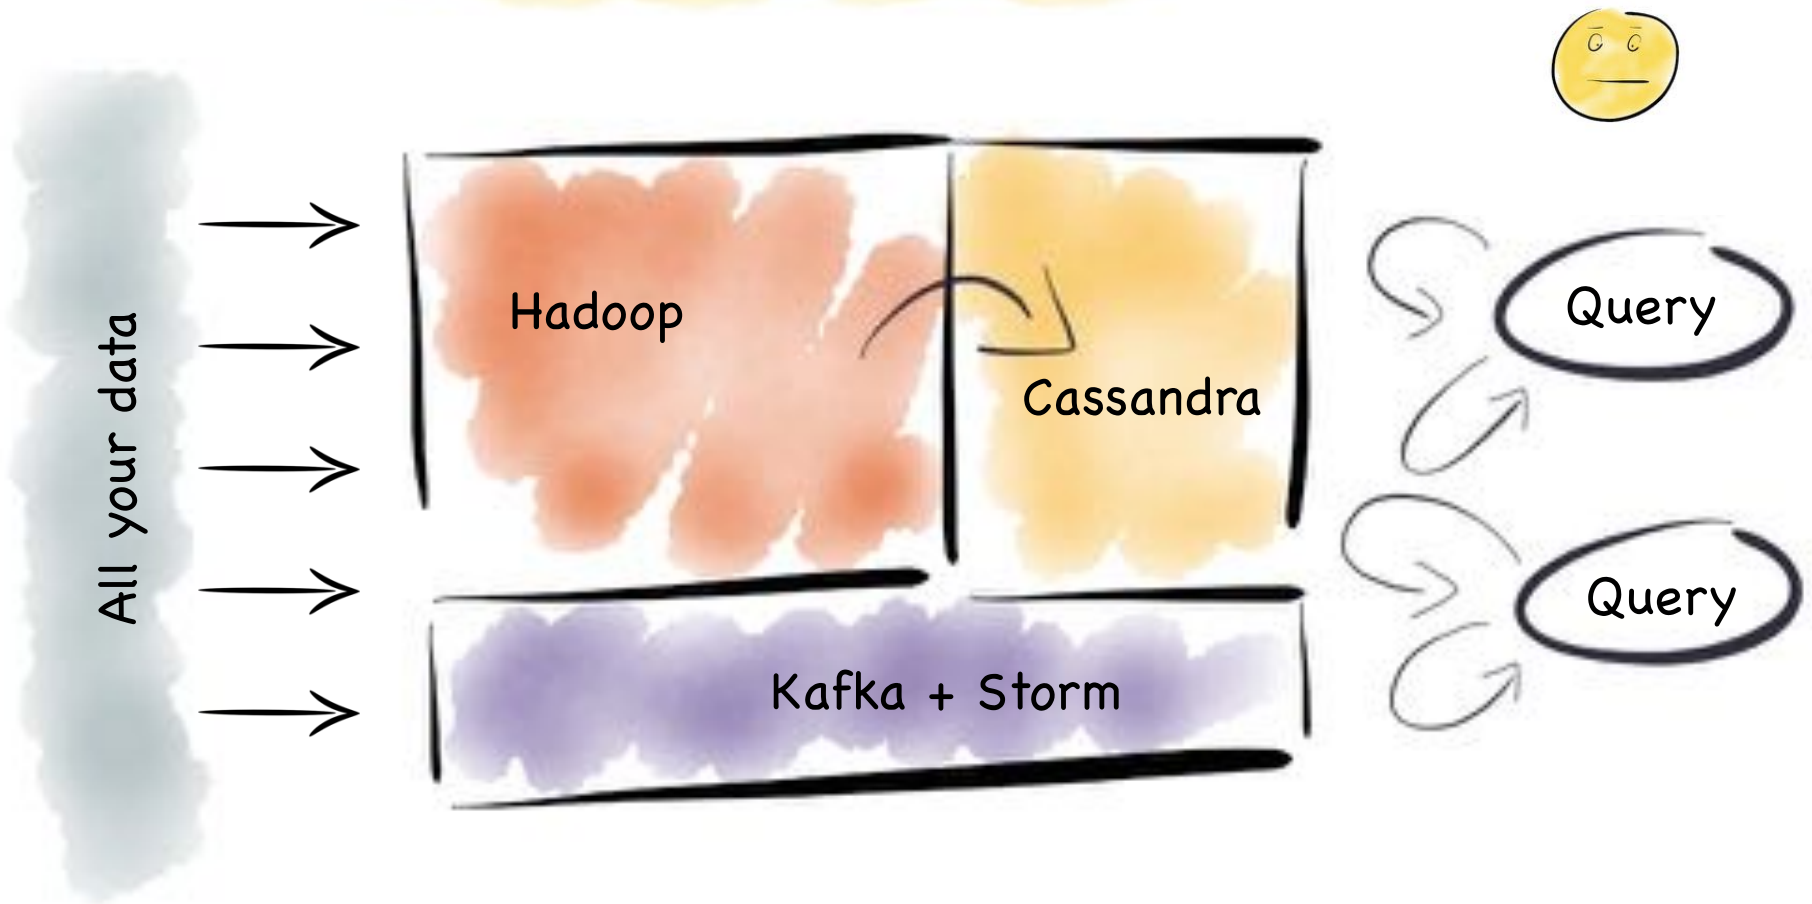 All your data
Hadoop
Cassandra
Kafka + Storm
Query
Query